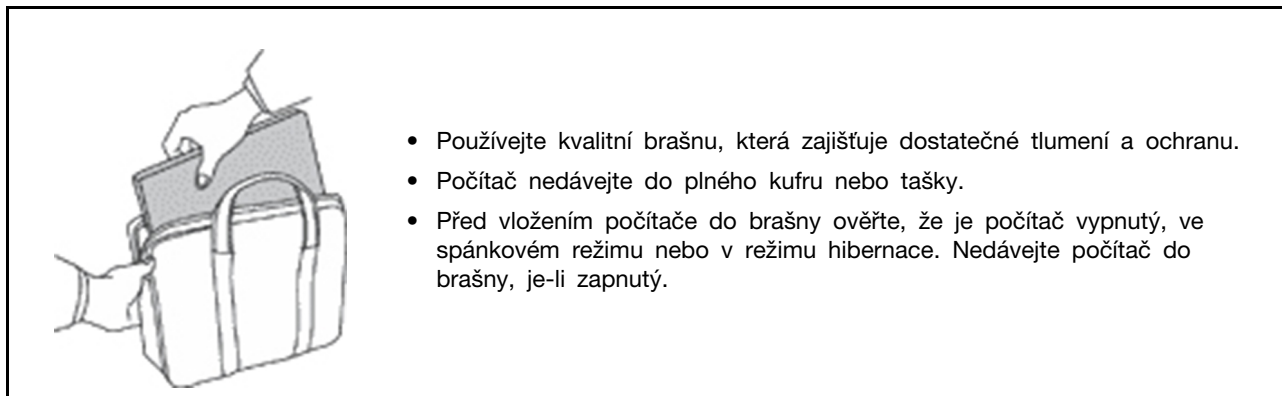 • Používejte kvalitní brašnu, která zajišťuje dostatečné tlumení a ochranu.
• Počítač nedávejte do plného kufru nebo tašky.
• Před vložením počítače do brašny ověřte, že je počítač vypnutý, ve
spánkovém režimu nebo v režimu hibernace. Nedávejte počítač do
brašny, je-li zapnutý.